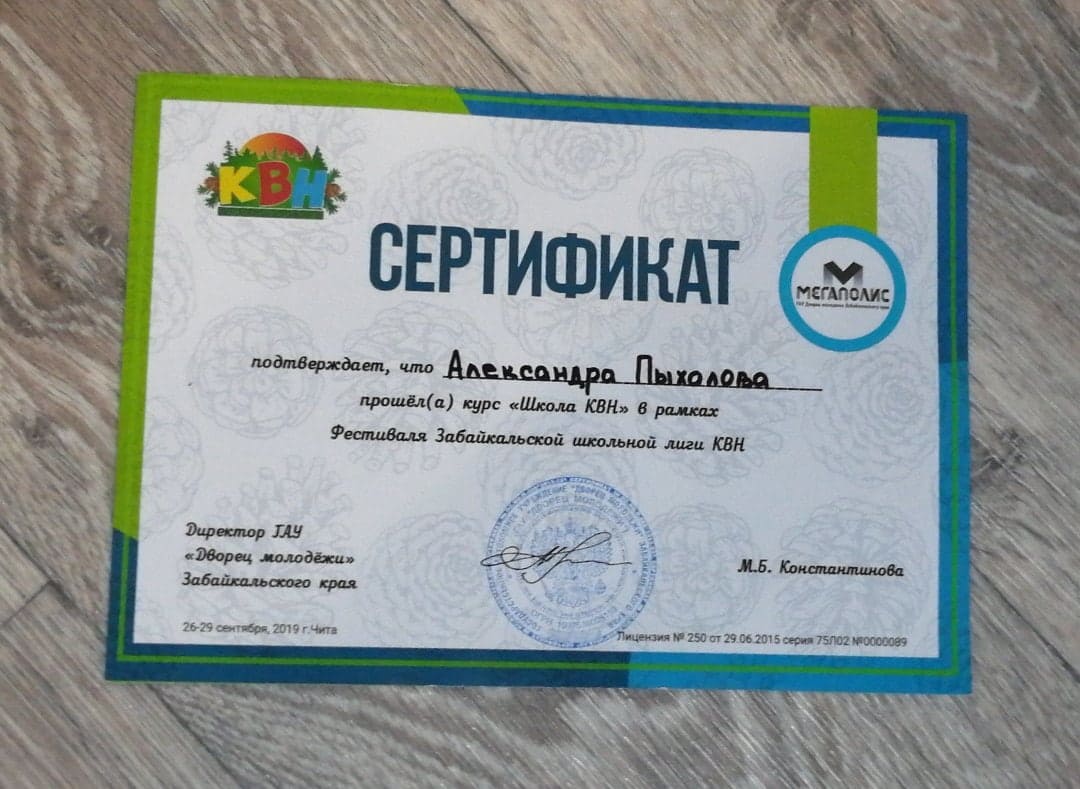 КВН
СЕРТИФИКАТ
МЕГАПОЛИС
подтверждает, что Александра Пыхалова
прошёл(а) курс «Школа КВН» в рамках
Фестиваля Забайкальской школьной лиги КВН
Директор ГАУ
«Дворец молодёжи»
Забайкальского края
М.Б. Константинова
26-29 сентября, 2019 г.Чита
Лицензия № 250 от 29.06.2015 серия 75Л02 №0000089